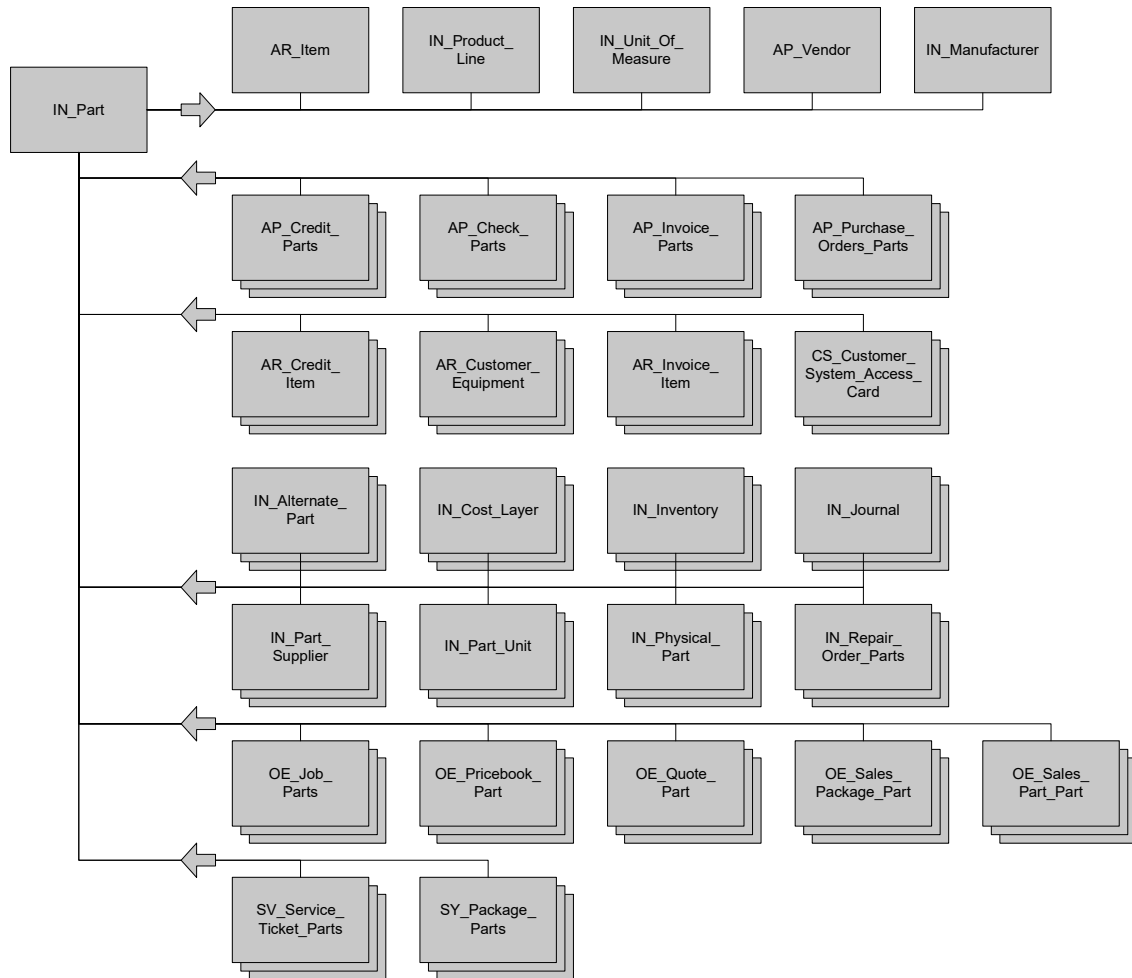 AR_Item
IN_Product_
Line
IN_Unit_Of_
Measure
AP_Vendor
IN_Manufacturer
IN_Part
AP_Credit_
Parts
AP_Check_
Parts
AP_Invoice_
Parts
AP_Purchase_
Orders_Parts
AR_Credit_
Item
AR_Customer_
Equipment
AR_Invoice_
Item
CS_Customer_
System_Access_
Card
IN_Alternate_
Part
IN_Cost_Layer
IN_Inventory
IN_Journal
IN_Part_
Supplier
IN_Part_Unit
IN_Physical_
Part
IN_Repair_
Order_Parts
OE_Job_
Parts
OE_Pricebook_
Part
OE_Quote_
Part
OE_Sales_
Package_Part
OE_Sales_
Part_Part
SV_Service_
Ticket_Parts
SY_Package_
Parts